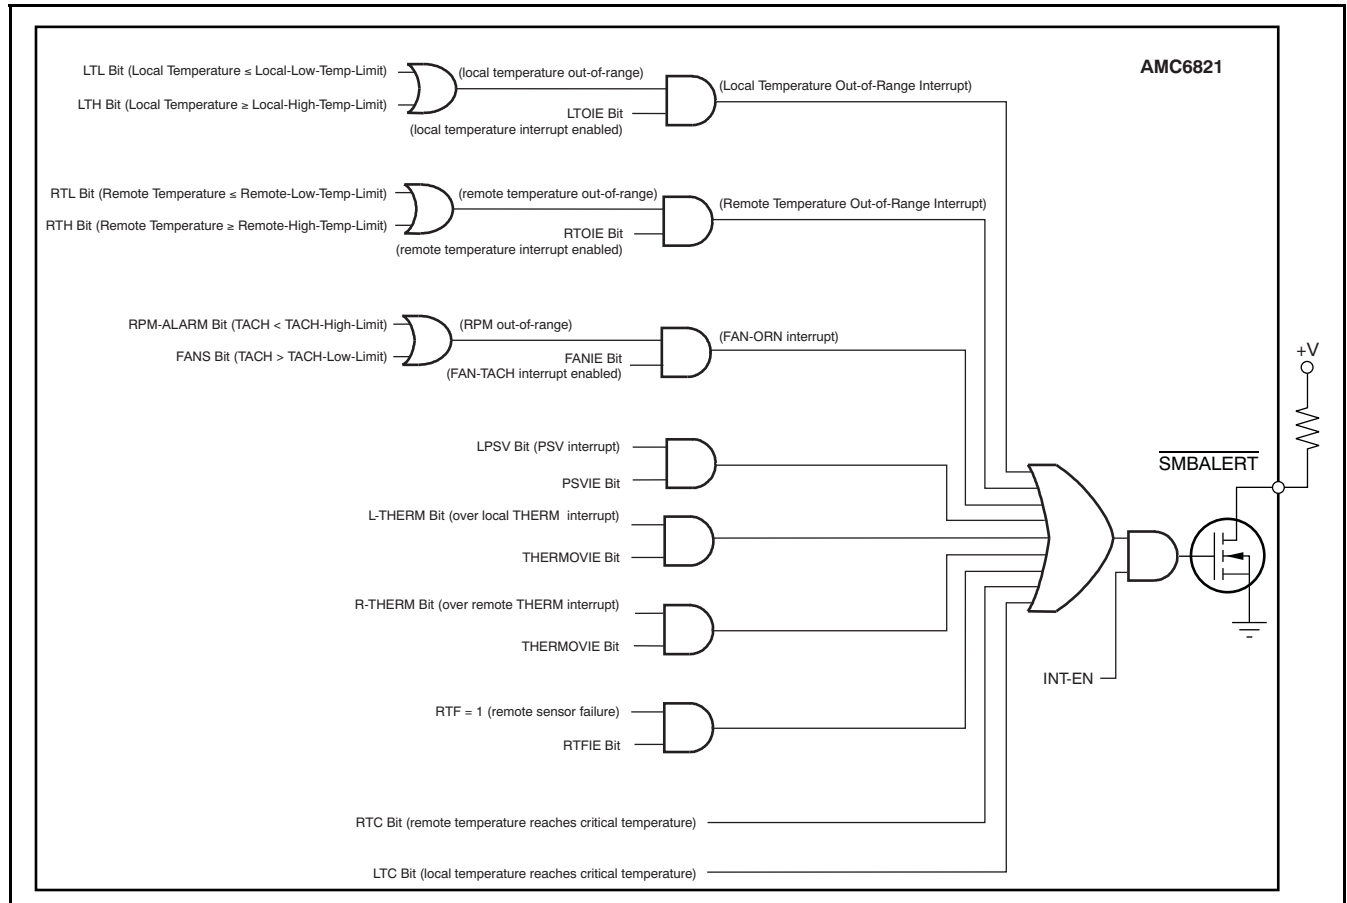 AMC6821
LTL Bit (Local Temperature ≤ Local-Low-Temp-Limit)
LTH Bit (Local Temperature ≥ Local-High-Temp-Limit)
(local temperature out-of-range)
LTOIE Bit
(local temperature interrupt enabled)
(Local Temperature Out-of-Range Interrupt)
RTL Bit (Remote Temperature ≤ Remote-Low-Temp-Limit)
RTH Bit (Remote Temperature ≥ Remote-High-Temp-Limit)
(remote temperature out-of-range)
RTOIE Bit
(remote temperature interrupt enabled)
(Remote Temperature Out-of-Range Interrupt)
RPM-ALARM Bit (TACH < TACH-High-Limit)
FANS Bit (TACH > TACH-Low-Limit)
(RPM out-of-range)
FANIE Bit
(FAN-TACH interrupt enabled)
(FAN-ORN interrupt)
LPSV Bit (PSV interrupt)
PSVIE Bit
L-THERM Bit (over local THERM interrupt)
THERMOVIE Bit
R-THERM Bit (over remote THERM interrupt)
THERMOVIE Bit
RTF = 1 (remote sensor failure)
RTFIE Bit
RTC Bit (remote temperature reaches critical temperature)
LTC Bit (local temperature reaches critical temperature)
INT-EN
SMBALERT
+V